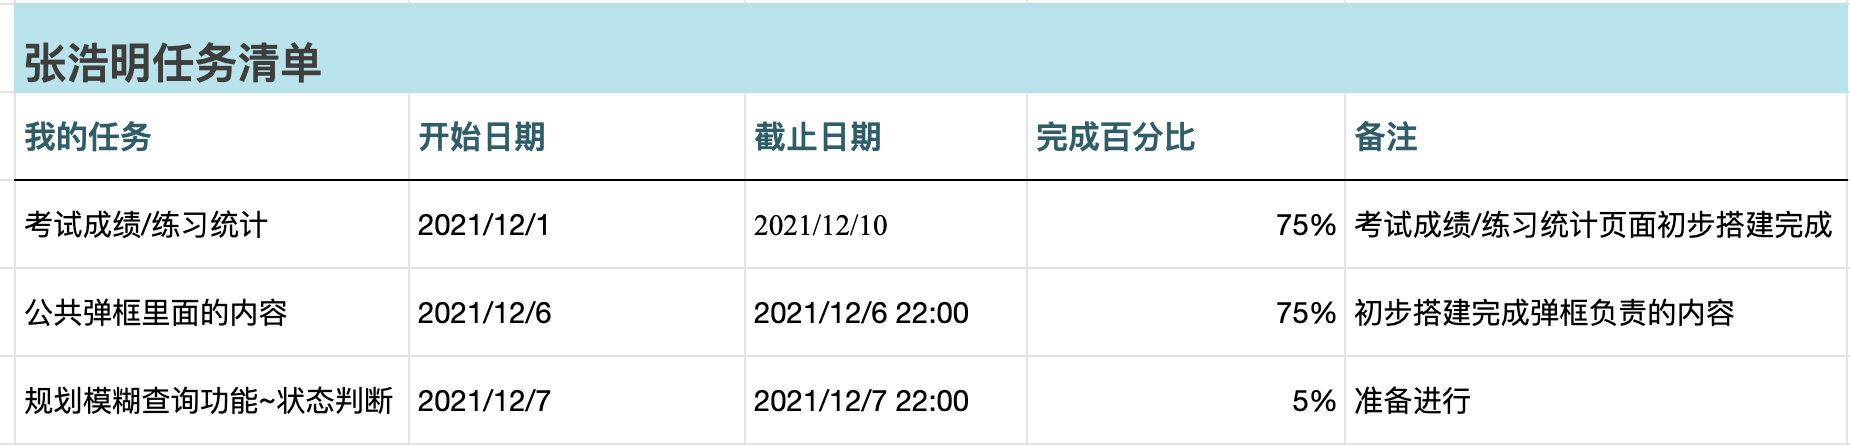 张浩明任务清单
我的任务 开始日期 截止日期 完成百分比 备注
考试成绩/练习统计 2021/12/1 2021/12/10 75% 考试成绩/练习统计页面初步搭建完成
公共弹框里面的内容 2021/12/6 2021/12/6 22:00 75% 初步搭建完成弹框负责的内容
规划模糊查询功能~状态判断 2021/12/7 2021/12/7 22:00 5% 准备进行